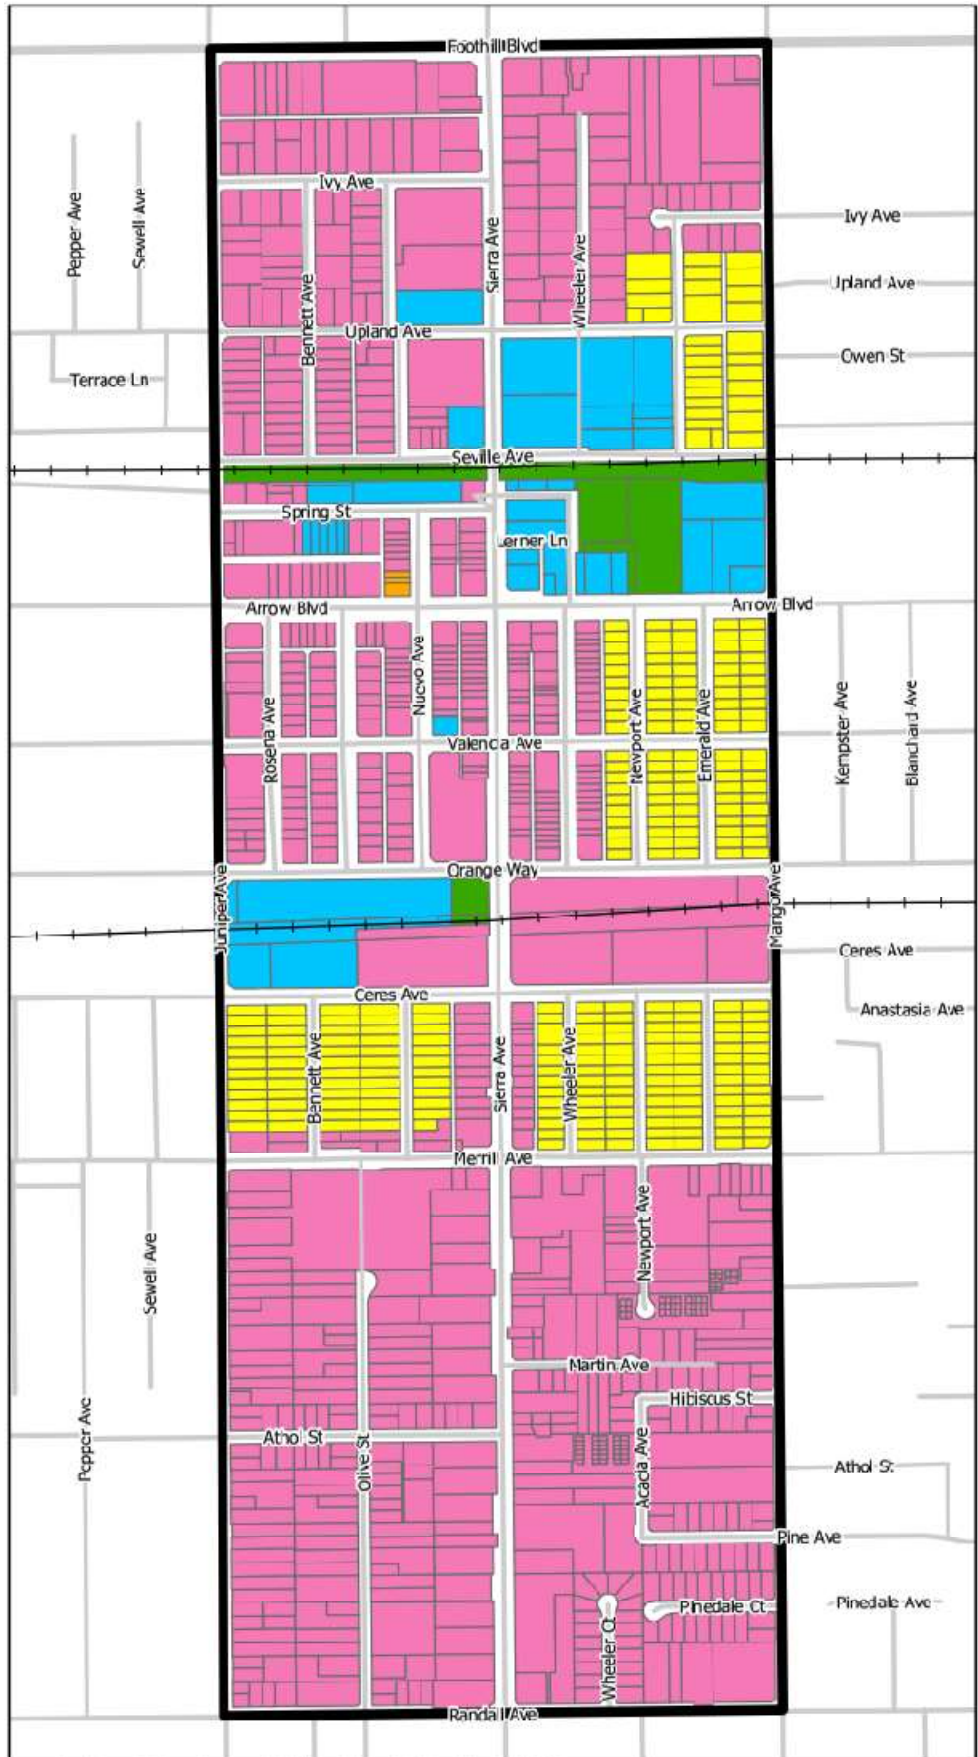 Foothill Blvd
Ivy Ave
Ivy Ave
Pepper Ave
Sewell Ave
Sierra Ave
Wheeler Ave
Bennett Ave
Upland Ave
Upland Ave
Owen St
Terrace Ln
Seville Ave
Spring St
Lerner Ln
Arrow Blvd
Arrow Blvd
Nuevo Ave
Rosena Ave
Newport Ave
Emerald Ave
Kempster Ave
Blanchard Ave
Valencia Ave
Orange Way
Juniper Ave
Mango Ave
Ceres Ave
Ceres Ave
Anastasia Ave
Bennett Ave
Sierra Ave
Wheeler Ave
Merrill Ave
Newport Ave
Sewell Ave
Martin Ave
Hibiscus St
Pepper Ave
Athol St
Olive St
Acacia Ave
Athol St
Pine Ave
Pinedale Ct
Pinedale Ave
Wheeler Ct
Randall Ave